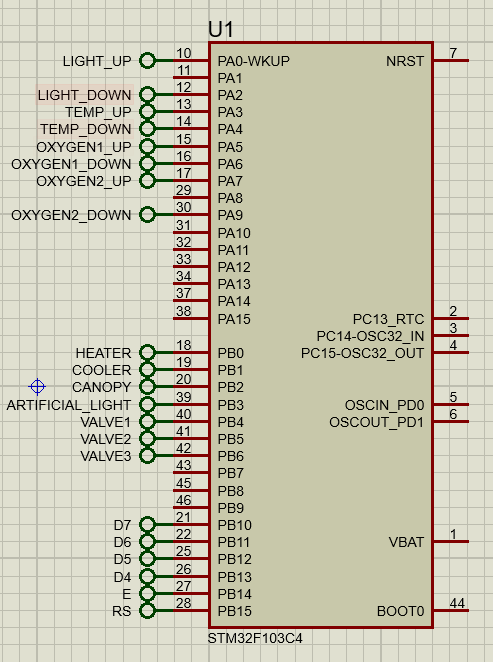 U1
LIGHT_UP 10 PA0-WKUP NRST 7
11 PA1
LIGHT_DOWN 12 PA2
TEMP_UP 13 PA3
TEMP_DOWN 14 PA4
OXYGEN1_UP 15 PA5
OXYGEN1_DOWN 16 PA6
OXYGEN2_UP 17 PA7
29 PA8
OXYGEN2_DOWN 30 PA9
31 PA10
32 PA11
33 PA12
34 PA13
37 PA14
38 PA15 PC13_RTC 2
PC14-OSC32_IN 3
HEATER 18 PB0 PC15-OSC32_OUT 4
COOLER 19 PB1
CANOPY 20 PB2
ARTIFICIAL_LIGHT 39 PB3 OSCIN_PD0 5
VALVE1 40 PB4 OSCOUT_PD1 6
VALVE2 41 PB5
VALVE3 42 PB6
43 PB7
45 PB8
46 PB9
D7 21 PB10
D6 22 PB11 VBAT 1
D5 25 PB12
D4 26 PB13
E 27 PB14
RS 28 PB15 BOOT0 44
STM32F103C4